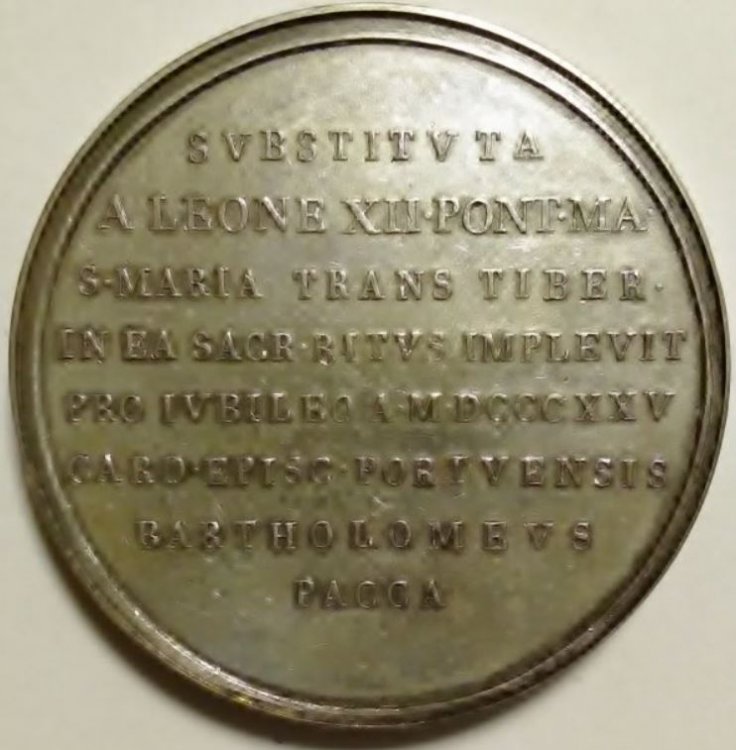 SVBSTITVTA
A LEONE XII·PONT·MA
S·MARIA TRANS TIBER·
IN EA SACR·RITVS IMPLEVIT
PRO IVBILEO A·M DCCCXXV
CARD·EPISC·PORTVENSIS
BARTHOLOMEVS
PACCA